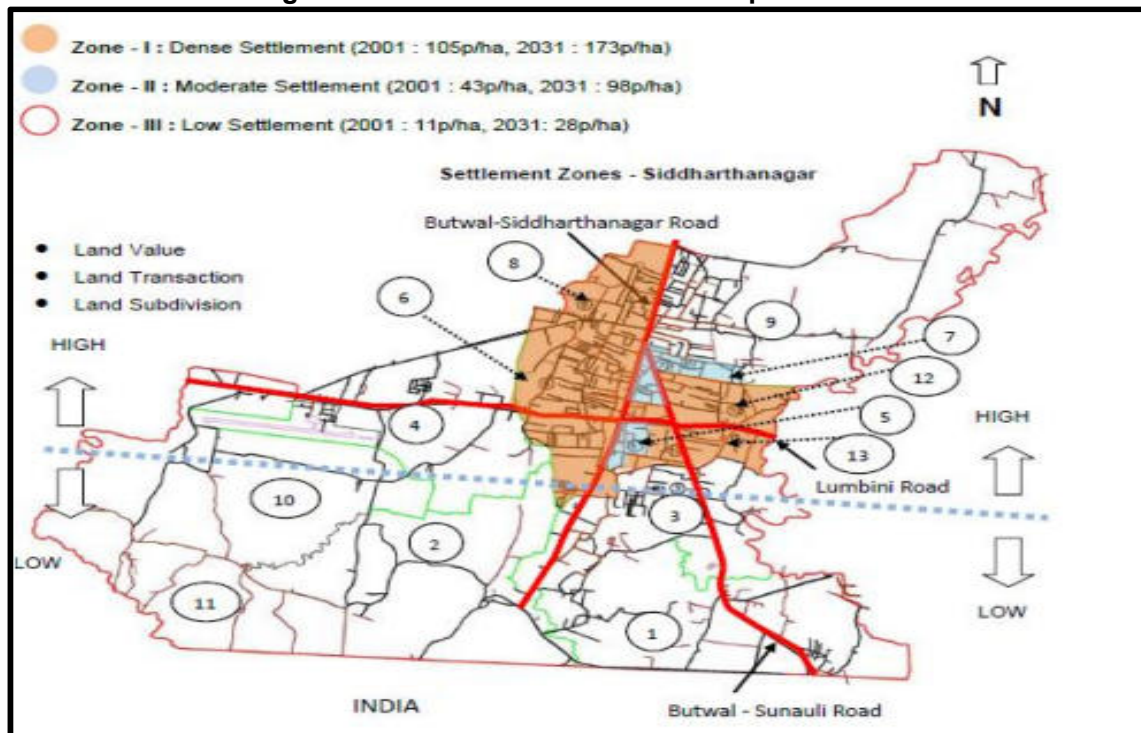 Zone - I : Dense Settlement (2001 : 105p/ha, 2031 : 173p/ha)
Zone - II : Moderate Settlement (2001 : 43p/ha, 2031 : 98p/ha)
Zone - III : Low Settlement (2001 : 11p/ha, 2031: 28p/ha)
N
Settlement Zones - Siddharthanagar
Butwal-Siddharthanagar Road
• Land Value
• Land Transaction
• Land Subdivision
8
6
9
7
HIGH
12
5
HIGH
4
13
Lumbini Road
10
3
2
LOW
11
LOW
1
INDIA
Butwal - Sunauli Road